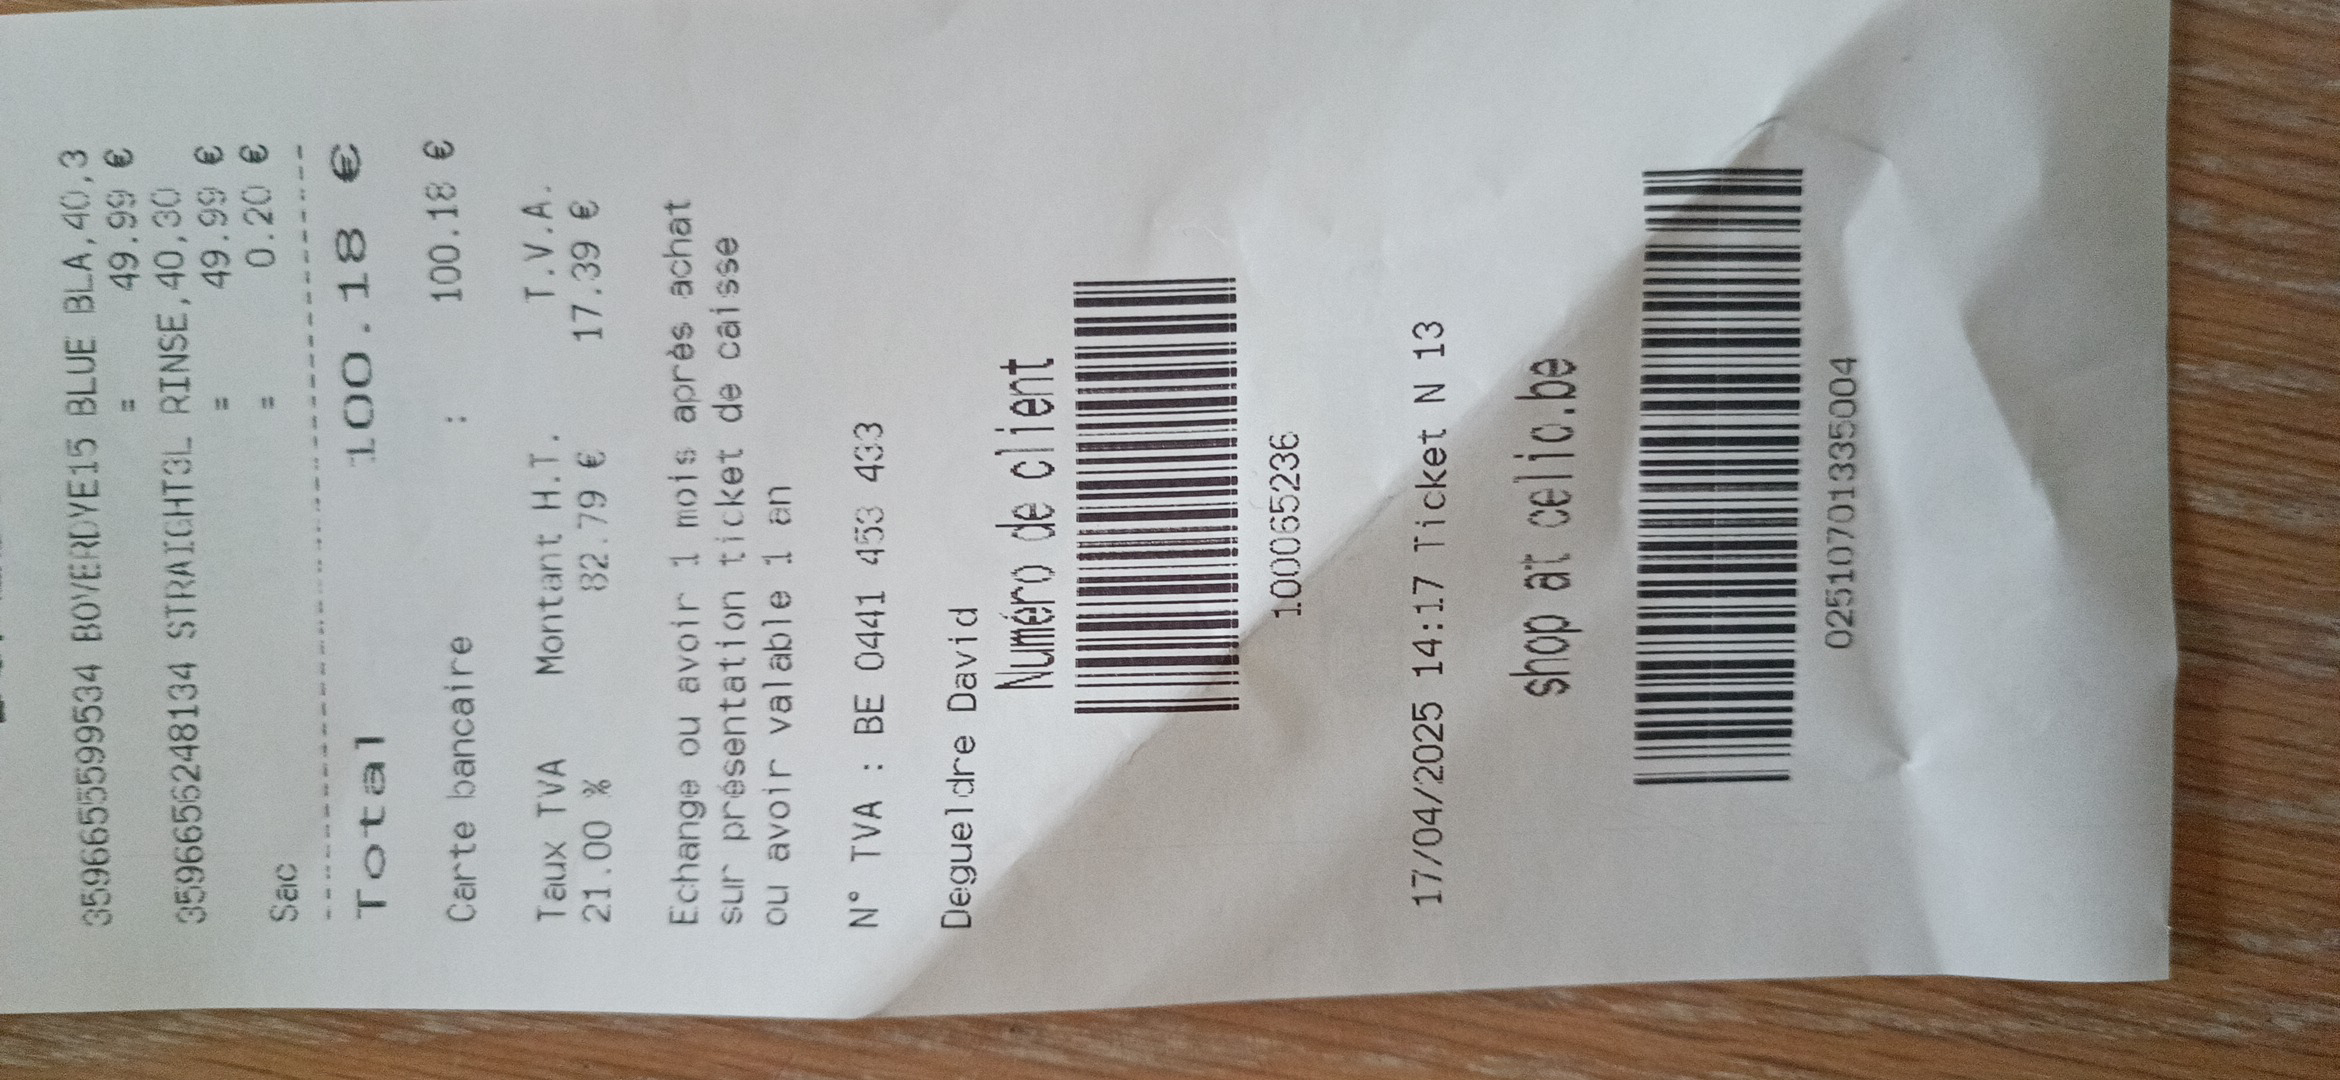 3596655599534 BOVERDYE15 BLUE BLA,40,3
= 49.99 €
3596655248134 STRAIGHT3L RINSE,40,30
= 49.99 €
Sac = 0.20 €
Total 100.18 €
Carte bancaire : 100.18 €
Taux TVA Montant H.T. T.V.A.
21.00 % 82.79 € 17.39 €
Echange ou avoir 1 mois après achat
sur présentation ticket de caisse
ou avoir valable 1 an
N° TVA : BE 0441 453 433
Degueldre David
Numéro de client
100065236
17/04/2025 14:17 Ticket N 13
shop at celio.be
02510701335004